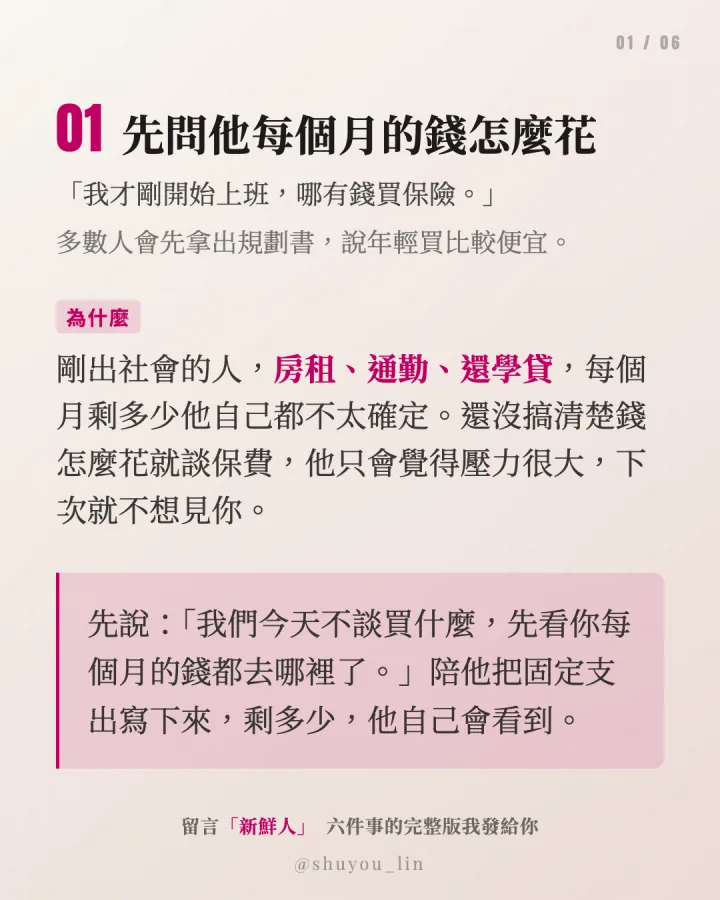 01 / 06
01 先問他每個月的錢怎麼花
「我才剛開始上班，哪有錢買保險。」
多數人會先拿出規劃書，說年輕買比較便宜。
為什麼
剛出社會的人，房租、通勤、還學貸，每個
月剩多少他自己都不太確定。還沒搞清楚錢
怎麼花就談保費，他只會覺得壓力很大，下
次就不想見你。
先說：「我們今天不談買什麼，先看你每
個月的錢都去哪裡了。」陪他把固定支
出寫下來，剩多少，他自己會看到。
留言「新鮮人」 六件事的完整版我發給你
@shuyou_lin